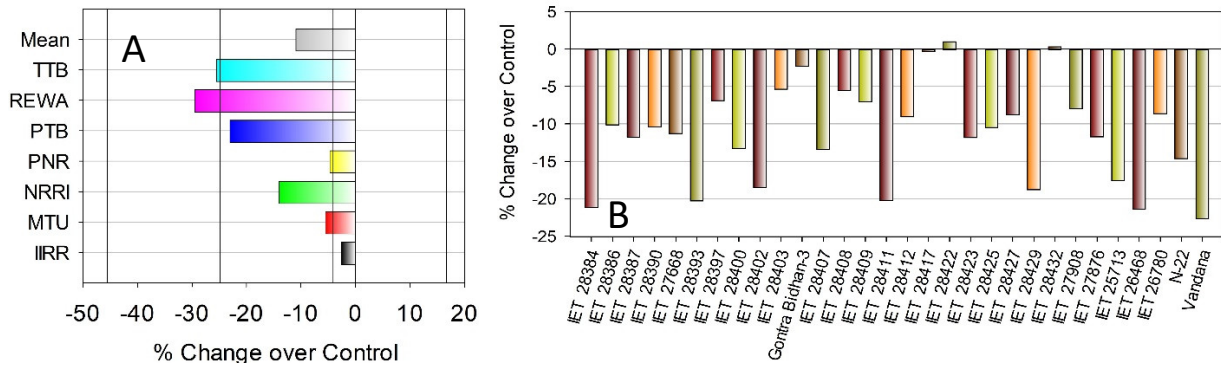 A
Mean
TTB
REWA
PTB
PNR
NRRI
MTU
IIRR
-50 -40 -30 -20 -10 0 10 20
% Change over Control
% Change over Control
5
0
-5
-10
-15
-20
-25
B
IET 28384
IET 28386
IET 28387
IET 28390
IET 27668
IET 28393
IET 28397
IET 28400
IET 28402
IET 28403
Gontra Bidhan-3
IET 28407
IET 28408
IET 28409
IET 28411
IET 28412
IET 28417
IET 28422
IET 28423
IET 28425
IET 28427
IET 28429
IET 28432
IET 27908
IET 27876
IET 25713
IET 26468
IET 26780
N-22
Vandana